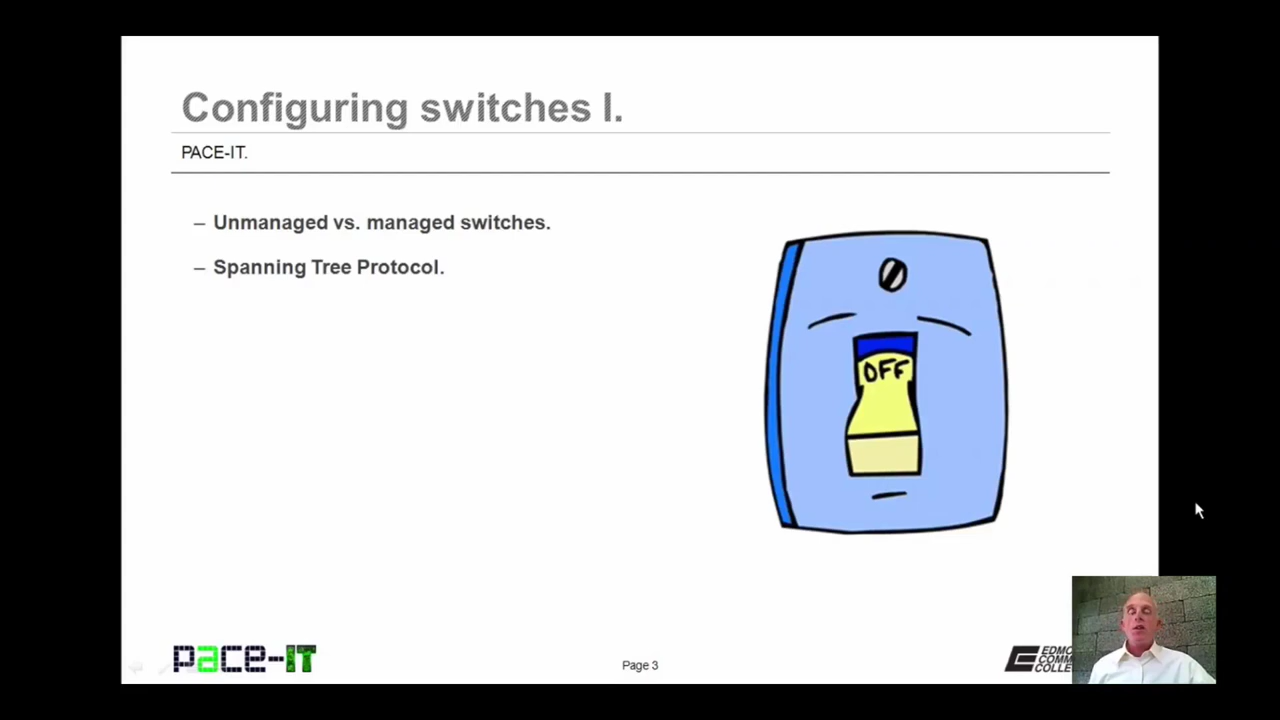 Configuring switches I.
PACE-IT.
– Unmanaged vs. managed switches.
– Spanning Tree Protocol.
OFF
pace-IT
Page 3